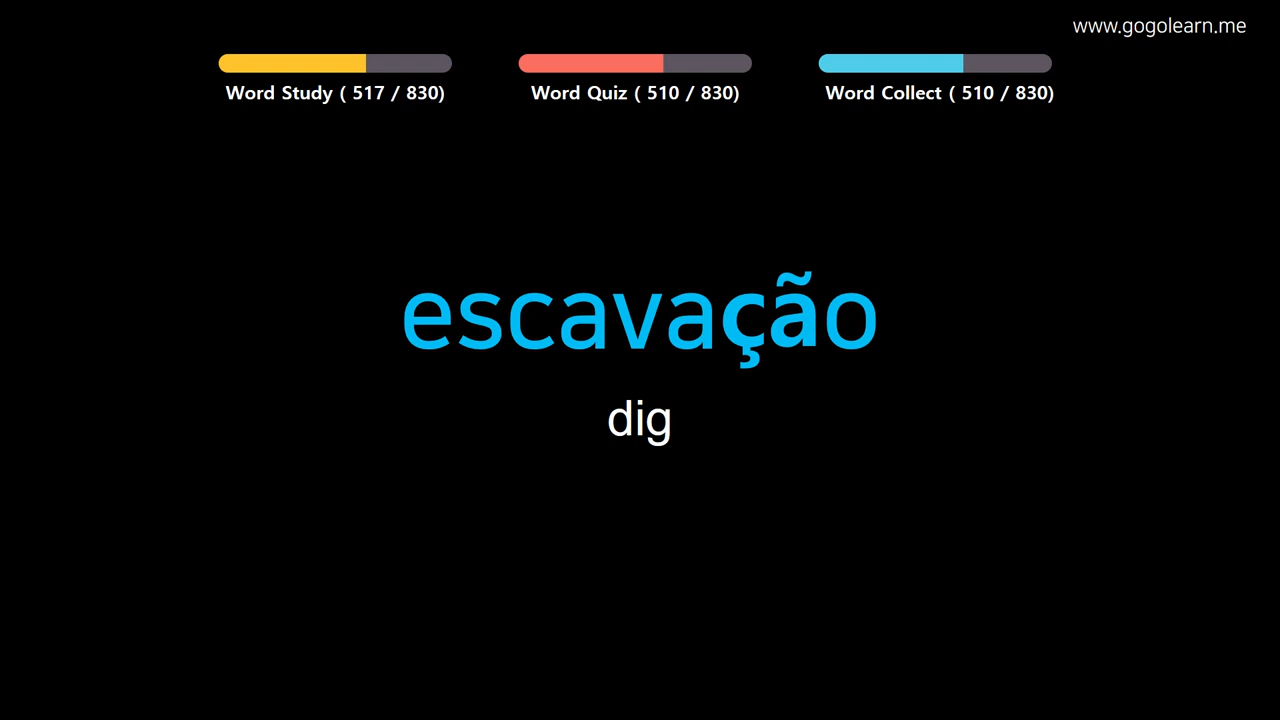 www.gogolearn.me
Word Study ( 517 / 830)
Word Quiz ( 510 / 830)
Word Collect ( 510 / 830)
escavação
dig